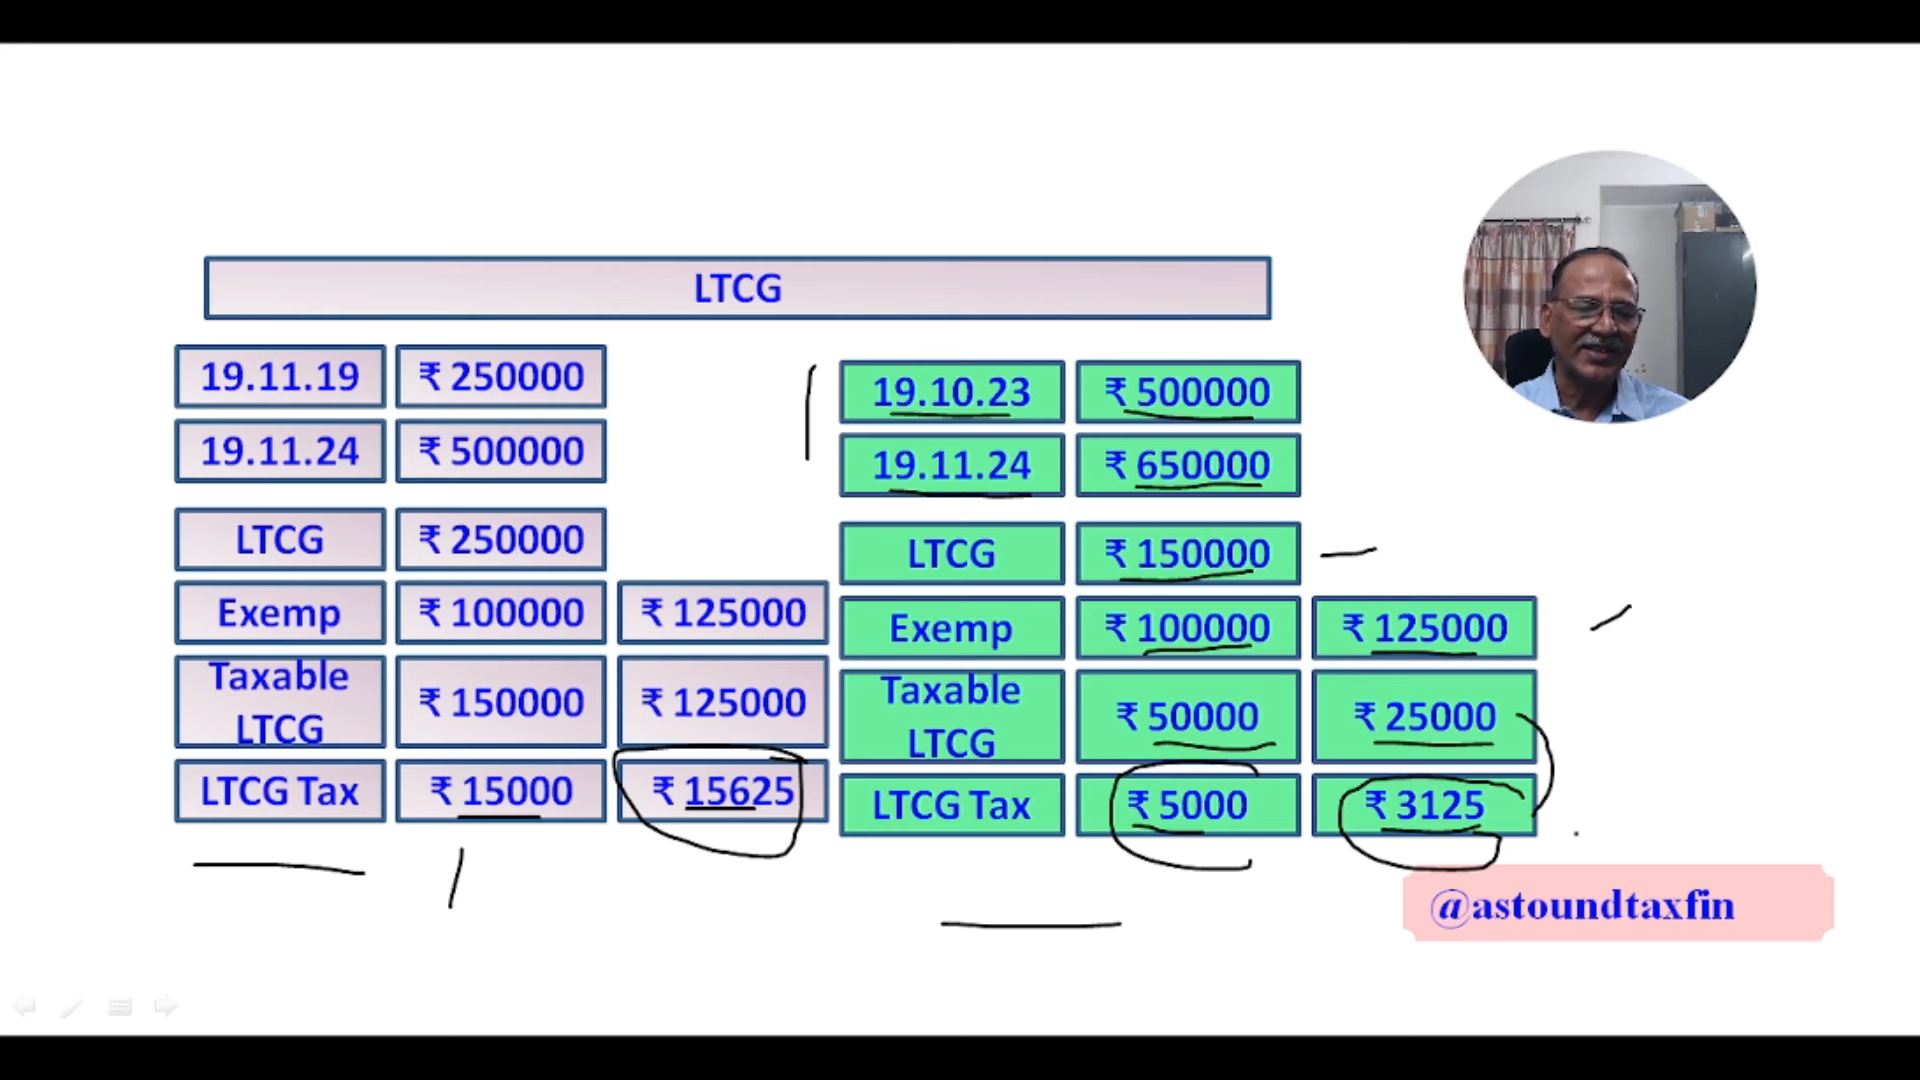 LTCG
19.11.19 ₹ 250000
19.11.24 ₹ 500000
LTCG ₹ 250000
Exemp ₹ 100000 ₹ 125000
Taxable
LTCG ₹ 150000 ₹ 125000
LTCG Tax ₹ 15000 ₹ 15625
19.10.23 ₹ 500000
19.11.24 ₹ 650000
LTCG ₹ 150000
Exemp ₹ 100000 ₹ 125000
Taxable
LTCG ₹ 50000 ₹ 25000
LTCG Tax ₹ 5000 ₹ 3125
@astoundtaxfin